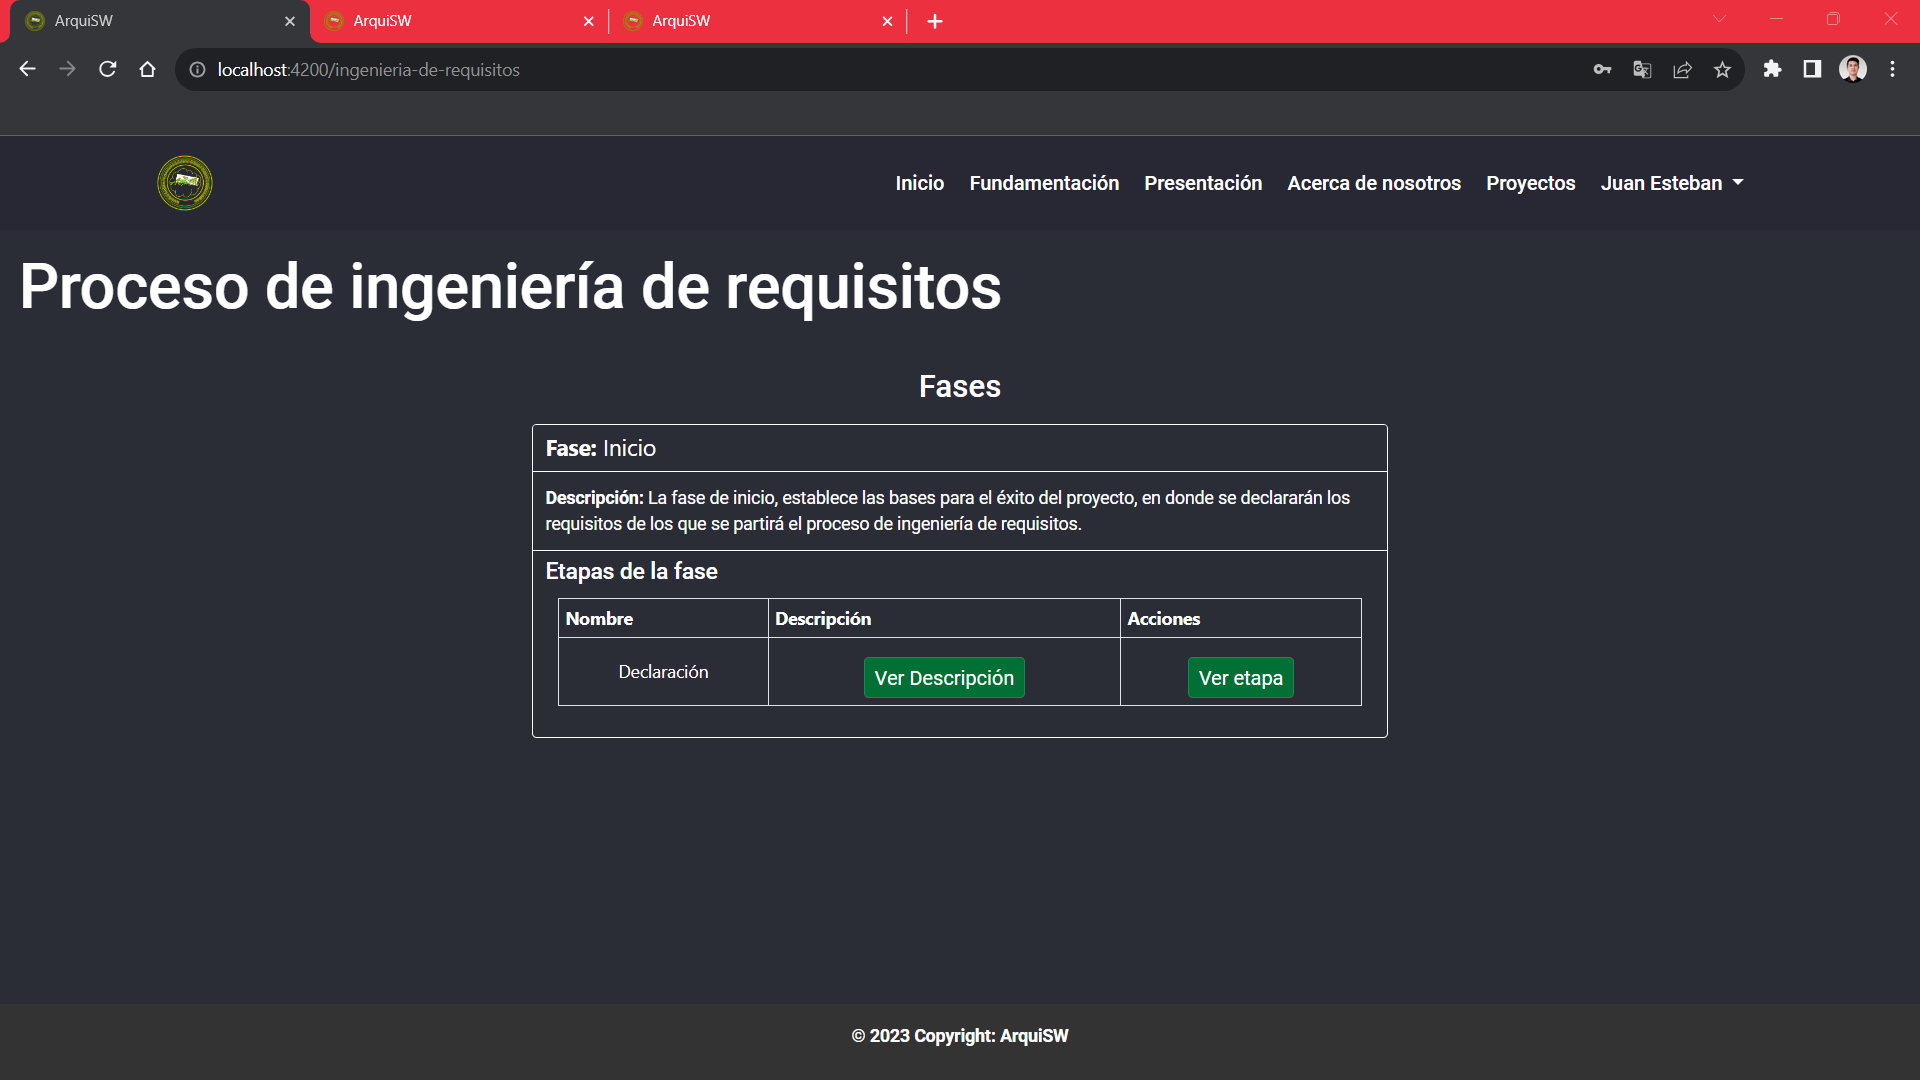 ArquiSW
ArquiSW
ArquiSW
localhost:4200/ingenieria-de-requisitos
Inicio Fundamentación Presentación Acerca de nosotros Proyectos Juan Esteban
Proceso de ingeniería de requisitos
Fases
Fase: Inicio
Descripción: La fase de inicio, establece las bases para el éxito del proyecto, en donde se declararán los
requisitos de los que se partirá el proceso de ingeniería de requisitos.
Etapas de la fase
Nombre Descripción Acciones
Declaración Ver Descripción Ver etapa
© 2023 Copyright: ArquiSW